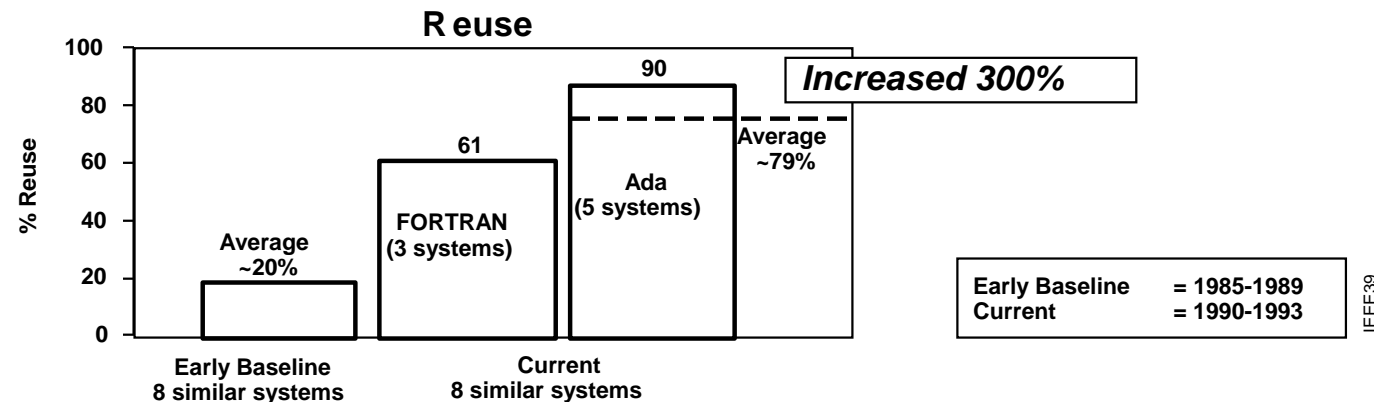 R euse
100
80
60
40
20
0
% Reuse
Average
~20%
61
FORTRAN
(3 systems)
90
Ada
(5 systems)
Increased 300%
Average
~79%
Early Baseline
8 similar systems
Current
8 similar systems
Early Baseline = 1985-1989
Current = 1990-1993
IEEE39